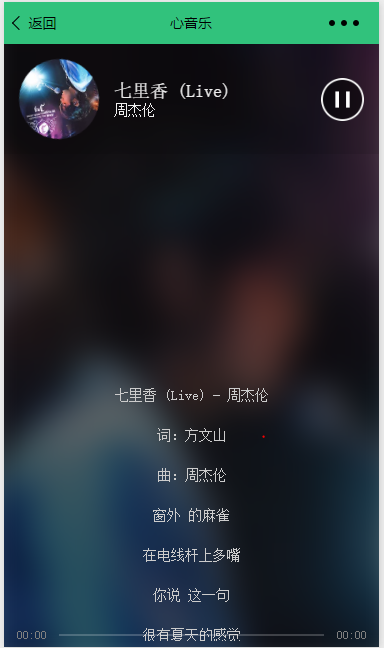 返回
心音乐
七里香 (Live)
周杰伦
七里香 (Live) - 周杰伦
词：方文山
曲：周杰伦
窗外 的麻雀
在电线杆上多嘴
你说 这一句
很有夏天的感觉
00:00
00:00